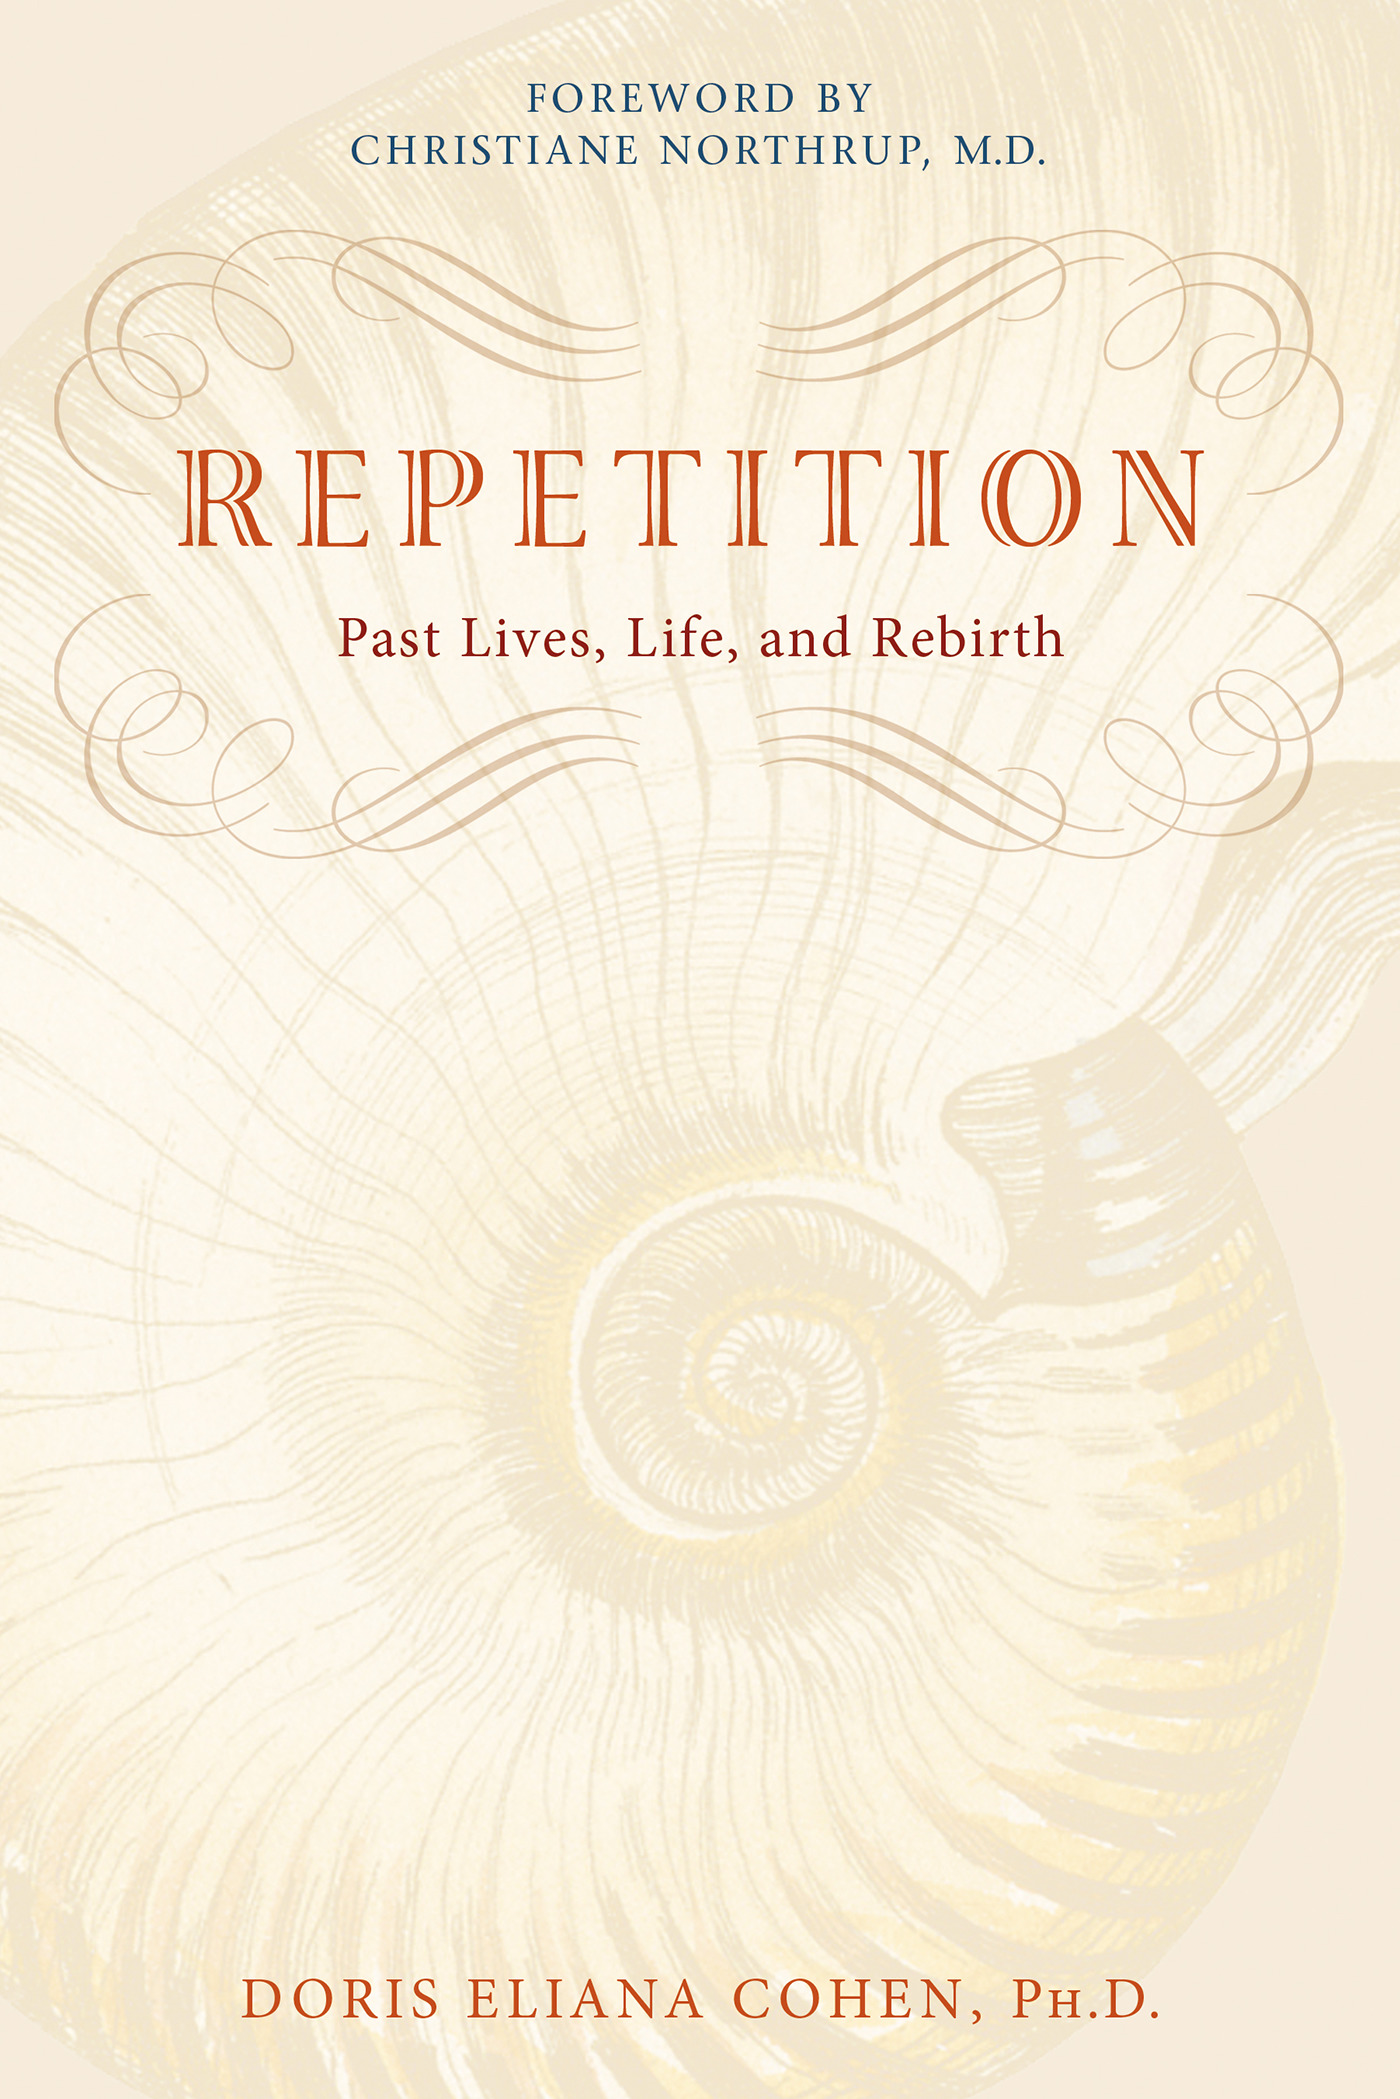 FOREWORD BY
CHRISTIANE NORTHRUP, M.D.
REPETITION
Past Lives, Life, and Rebirth
DORIS ELIANA COHEN, PH.D.